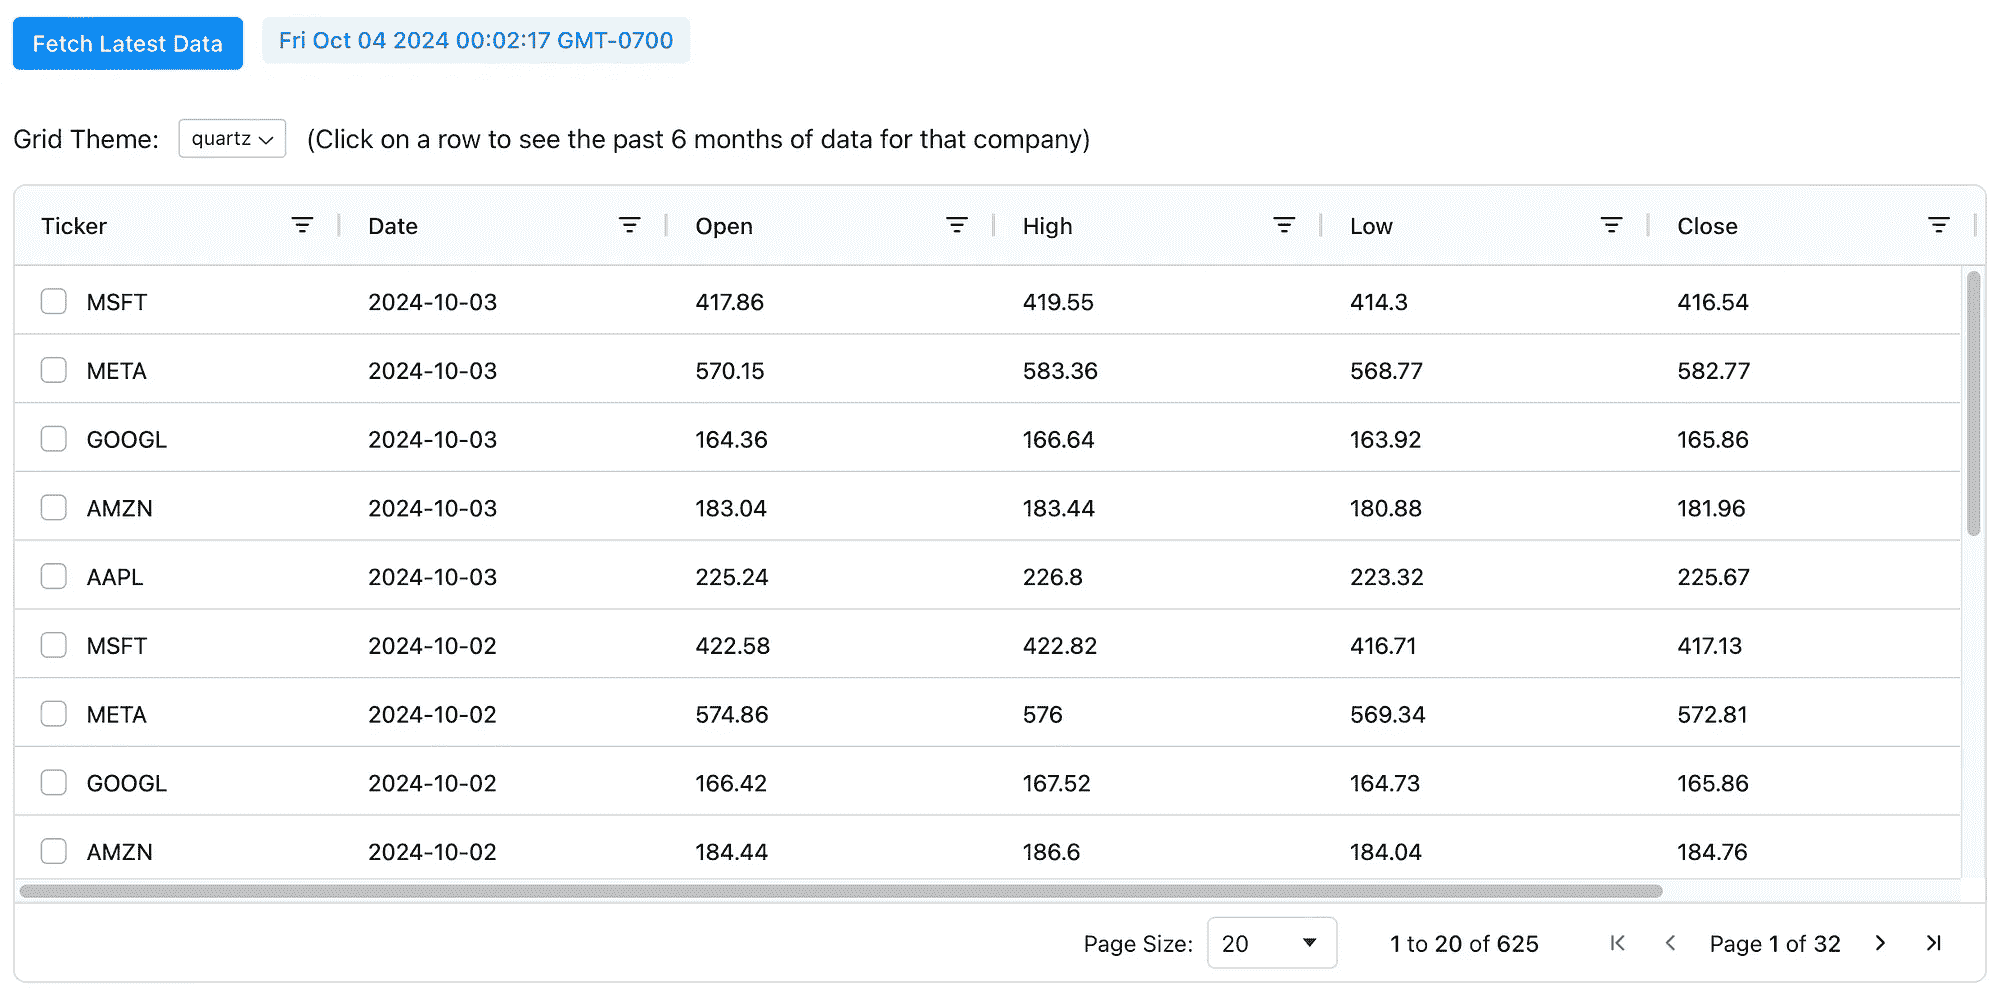 Fetch Latest Data Fri Oct 04 2024 00:02:17 GMT-0700
Grid Theme: quartz (Click on a row to see the past 6 months of data for that company)
Ticker Date Open High Low Close
MSFT 2024-10-03 417.86 419.55 414.3 416.54
META 2024-10-03 570.15 583.36 568.77 582.77
GOOGL 2024-10-03 164.36 166.64 163.92 165.86
AMZN 2024-10-03 183.04 183.44 180.88 181.96
AAPL 2024-10-03 225.24 226.8 223.32 225.67
MSFT 2024-10-02 422.58 422.82 416.71 417.13
META 2024-10-02 574.86 576 569.34 572.81
GOOGL 2024-10-02 166.42 167.52 164.73 165.86
AMZN 2024-10-02 184.44 186.6 184.04 184.76
Page Size: 20 1 to 20 of 625 Page 1 of 32